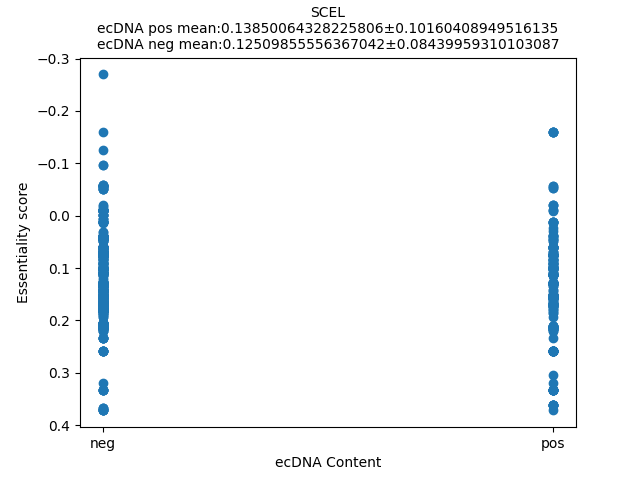 SCEL
ecDNA pos mean:0.13850064328225806±0.10160408949516135
ecDNA neg mean:0.12509855556367042±0.08439959310103087
−0.3
−0.2
−0.1
0.0
0.1
0.2
0.3
0.4
Essentiality score
neg
pos
ecDNA Content